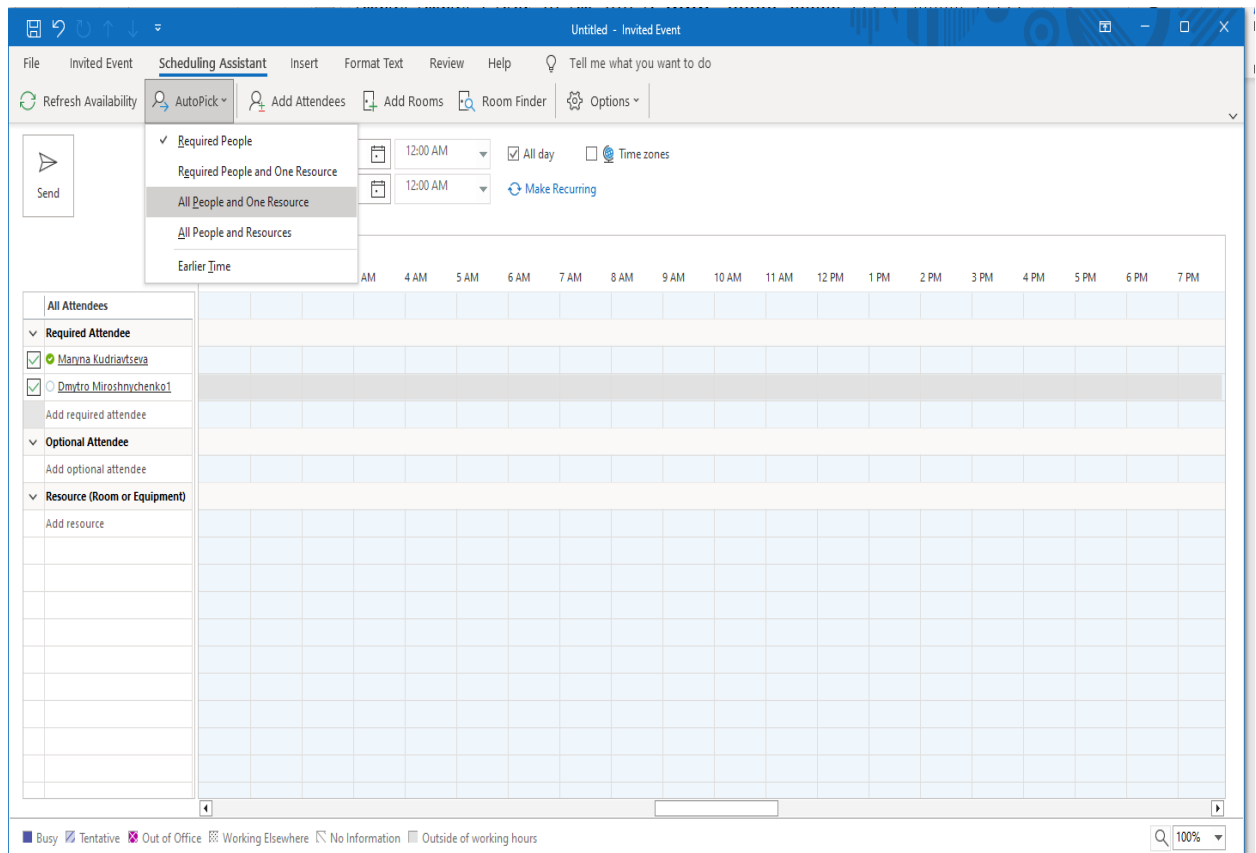 Untitled - Invited Event
File Invited Event Scheduling Assistant Insert Format Text Review Help Tell me what you want to do
Refresh Availability AutoPick Add Attendees Add Rooms Room Finder Options
Required People
Required People and One Resource
All People and One Resource
All People and Resources
Earlier Time
Send
12:00 AM All day Time zones
12:00 AM Make Recurring
AM 4 AM 5 AM 6 AM 7 AM 8 AM 9 AM 10 AM 11 AM 12 PM 1 PM 2 PM 3 PM 4 PM 5 PM 6 PM 7 PM
All Attendees
Required Attendee
Maryna Kudriavtseva
Dmytro Miroshnychenko1
Add required attendee
Optional Attendee
Add optional attendee
Resource (Room or Equipment)
Add resource
Busy Tentative Out of Office Working Elsewhere No Information Outside of working hours 100%